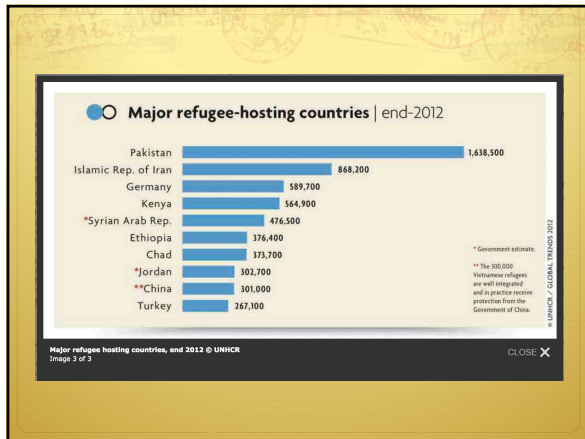 Major refugee-hosting countries | end-2012
Pakistan 1,638,500
Islamic Rep. of Iran 868,200
Germany 589,700
Kenya 564,900
*Syrian Arab Rep. 476,500
Ethiopia 376,400
Chad 373,700
*Jordan 302,700
**China 301,000
Turkey 267,100
* Government estimate.
** The 300,000
Vietnamese refugees
are well integrated
and in practice receive
protection from the
Government of China.
© UNHCR / GLOBAL TRENDS 2012
Major refugee hosting countries, end 2012 © UNHCR
Image 3 of 3
CLOSE X